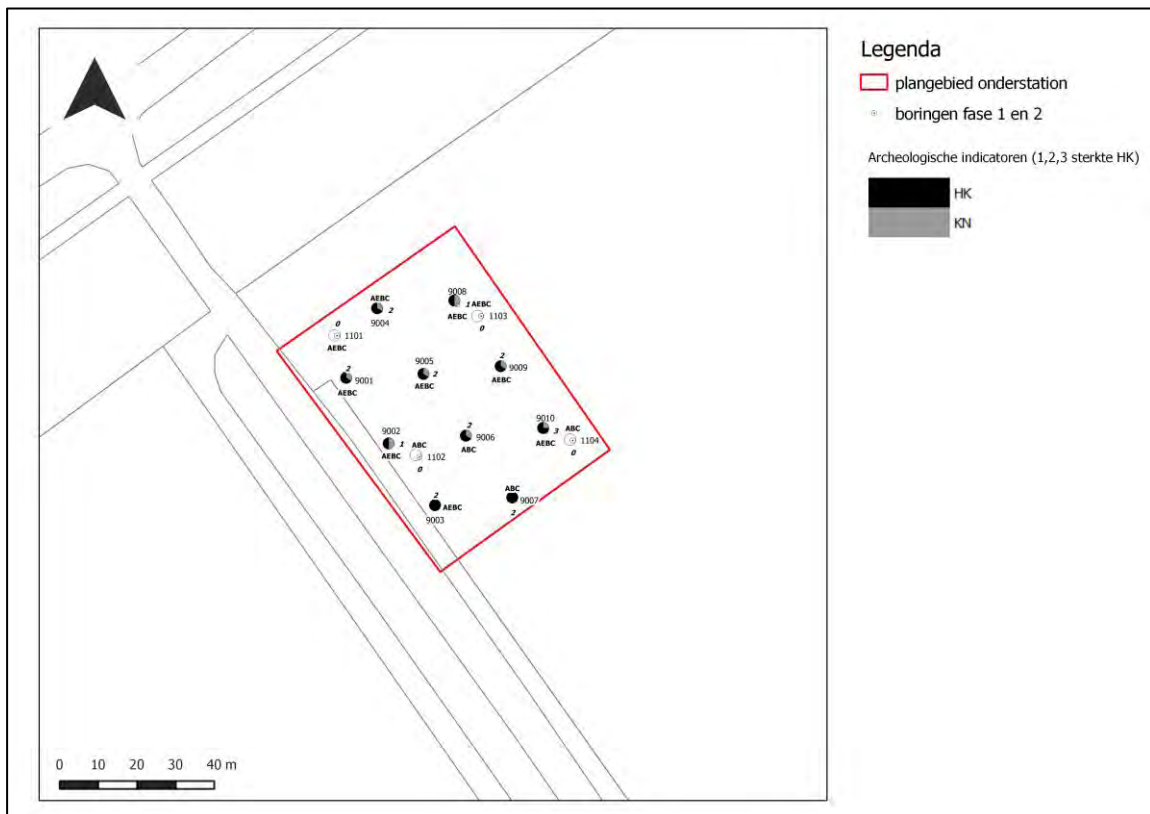 Legenda
plangebied onderstation
boringen fase 1 en 2
Archeologische indicatoren (1,2,3 sterkte HK)
HK
KN
9008
1 AEBC
AEBC 1103
0
AEBC
2
9004
0
1101
AEBC
2
9001
AEBC
9005
2
AEBC
2
9009
AEBC
9002
1 ABC
AEBC 1102
0
2
9006
ABC
9010
3 ABC
AEBC 1104
0
2
AEBC
9003
ABC
9007
2
0 10 20 30 40 m